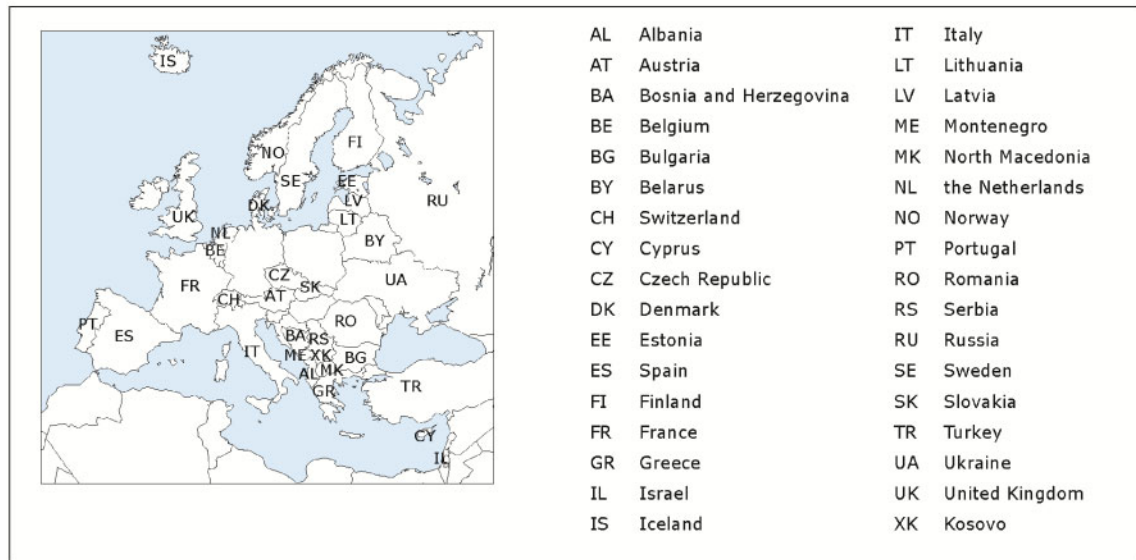 IS
NO
FI
SE
EE
RU
LV
DK
LT
UK
NL
BY
BE
CZ
UA
FR
SK
CH
AT
RO
PT
ES
BA
RS
IT
ME
XK
BG
AL
MK
TR
GR
CY
IL
AL Albania
AT Austria
BA Bosnia and Herzegovina
BE Belgium
BG Bulgaria
BY Belarus
CH Switzerland
CY Cyprus
CZ Czech Republic
DK Denmark
EE Estonia
ES Spain
FI Finland
FR France
GR Greece
IL Israel
IS Iceland
IT Italy
LT Lithuania
LV Latvia
ME Montenegro
MK North Macedonia
NL the Netherlands
NO Norway
PT Portugal
RO Romania
RS Serbia
RU Russia
SE Sweden
SK Slovakia
TR Turkey
UA Ukraine
UK United Kingdom
XK Kosovo